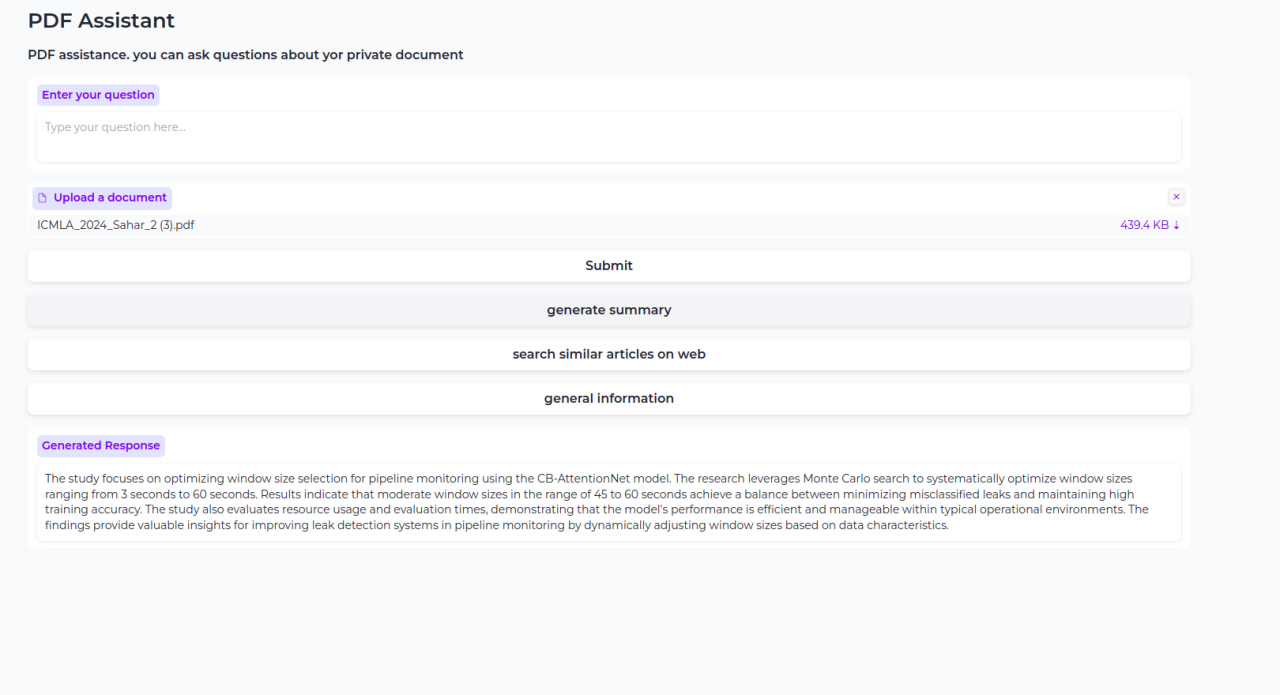 PDF Assistant
PDF assistance. you can ask questions about yor private document
Enter your question
Type your question here...
Upload a document
×
ICMLA_2024_Sahar_2 (3).pdf 439.4 KB ↓
Submit
generate summary
search similar articles on web
general information
Generated Response
The study focuses on optimizing window size selection for pipeline monitoring using the CB-AttentionNet model. The research leverages Monte Carlo search to systematically optimize window sizes
ranging from 3 seconds to 60 seconds. Results indicate that moderate window sizes in the range of 45 to 60 seconds achieve a balance between minimizing misclassified leaks and maintaining high
training accuracy. The study also evaluates resource usage and evaluation times, demonstrating that the model's performance is efficient and manageable within typical operational environments. The
findings provide valuable insights for improving leak detection systems in pipeline monitoring by dynamically adjusting window sizes based on data characteristics.